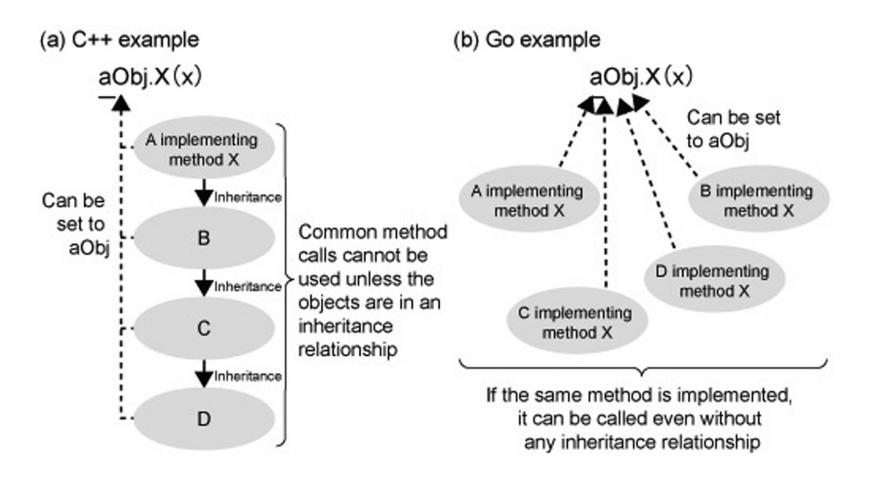 (a) C++ example
aObj.X(x)
A implementing
method X
Inheritance
Can be
set to
aObj
B
Inheritance
C
Inheritance
D
Common method
calls cannot be
used unless the
objects are in an
inheritance
relationship
(b) Go example
aObj.X(x)
Can be set
to aObj
A implementing
method X
B implementing
method X
D implementing
method X
C implementing
method X
If the same method is implemented,
it can be called even without
any inheritance relationship